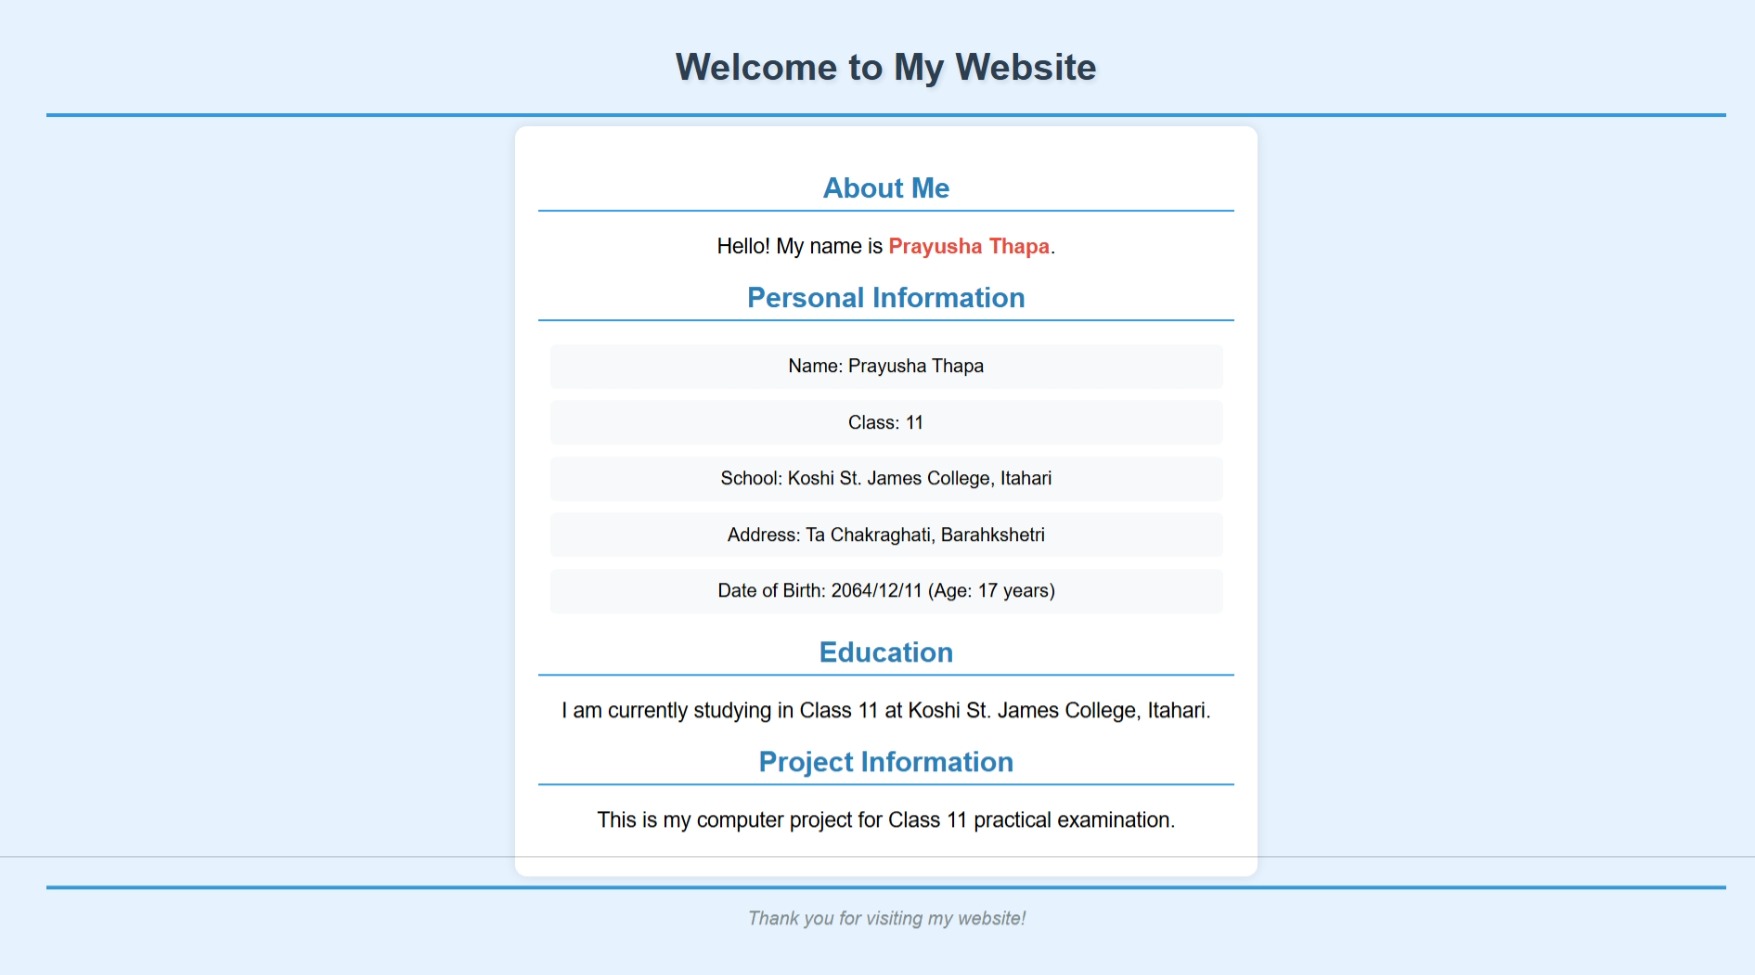 Welcome to My Website
About Me
Hello! My name is Prayusha Thapa.
Personal Information
Name: Prayusha Thapa
Class: 11
School: Koshi St. James College, Itahari
Address: Ta Chakraghati, Barahkshetri
Date of Birth: 2064/12/11 (Age: 17 years)
Education
I am currently studying in Class 11 at Koshi St. James College, Itahari.
Project Information
This is my computer project for Class 11 practical examination.
Thank you for visiting my website!